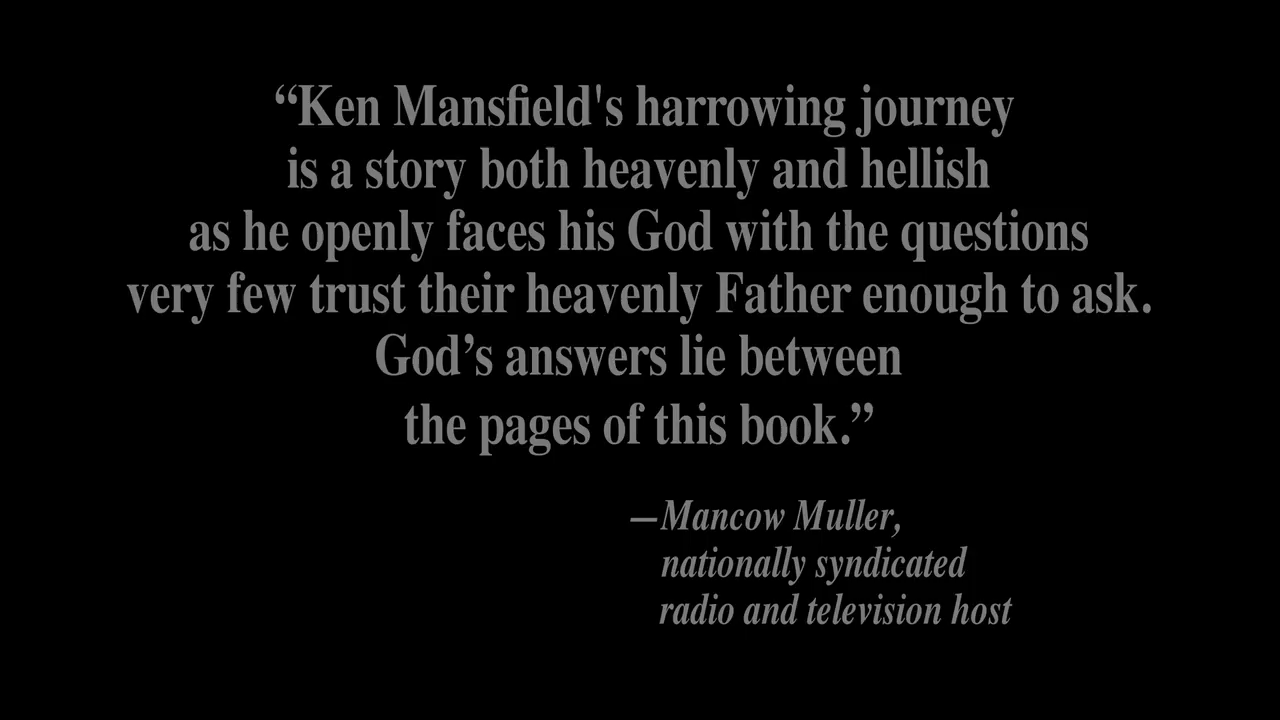 “Ken Mansfield's harrowing journey
is a story both heavenly and hellish
as he openly faces his God with the questions
very few trust their heavenly Father enough to ask.
God’s answers lie between
the pages of this book.”
—Mancow Muller,
nationally syndicated
radio and television host